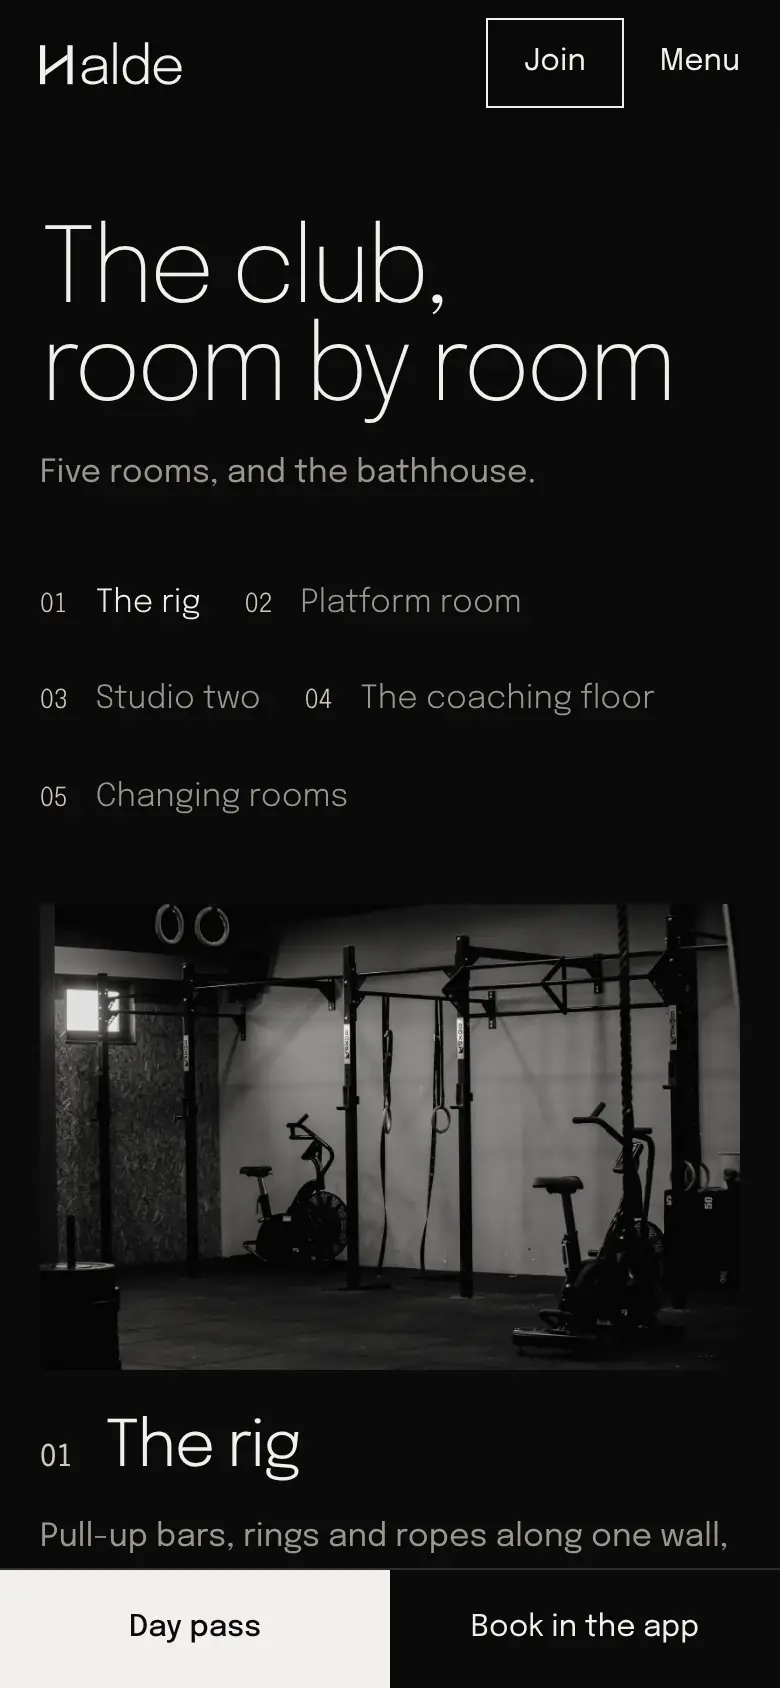 Halde
Join
Menu
The club,
room by room
Five rooms, and the bathhouse.
01 The rig 02 Platform room
03 Studio two 04 The coaching floor
05 Changing rooms
50
01 The rig
Pull-up bars, rings and ropes along one wall,
Day pass
Book in the app